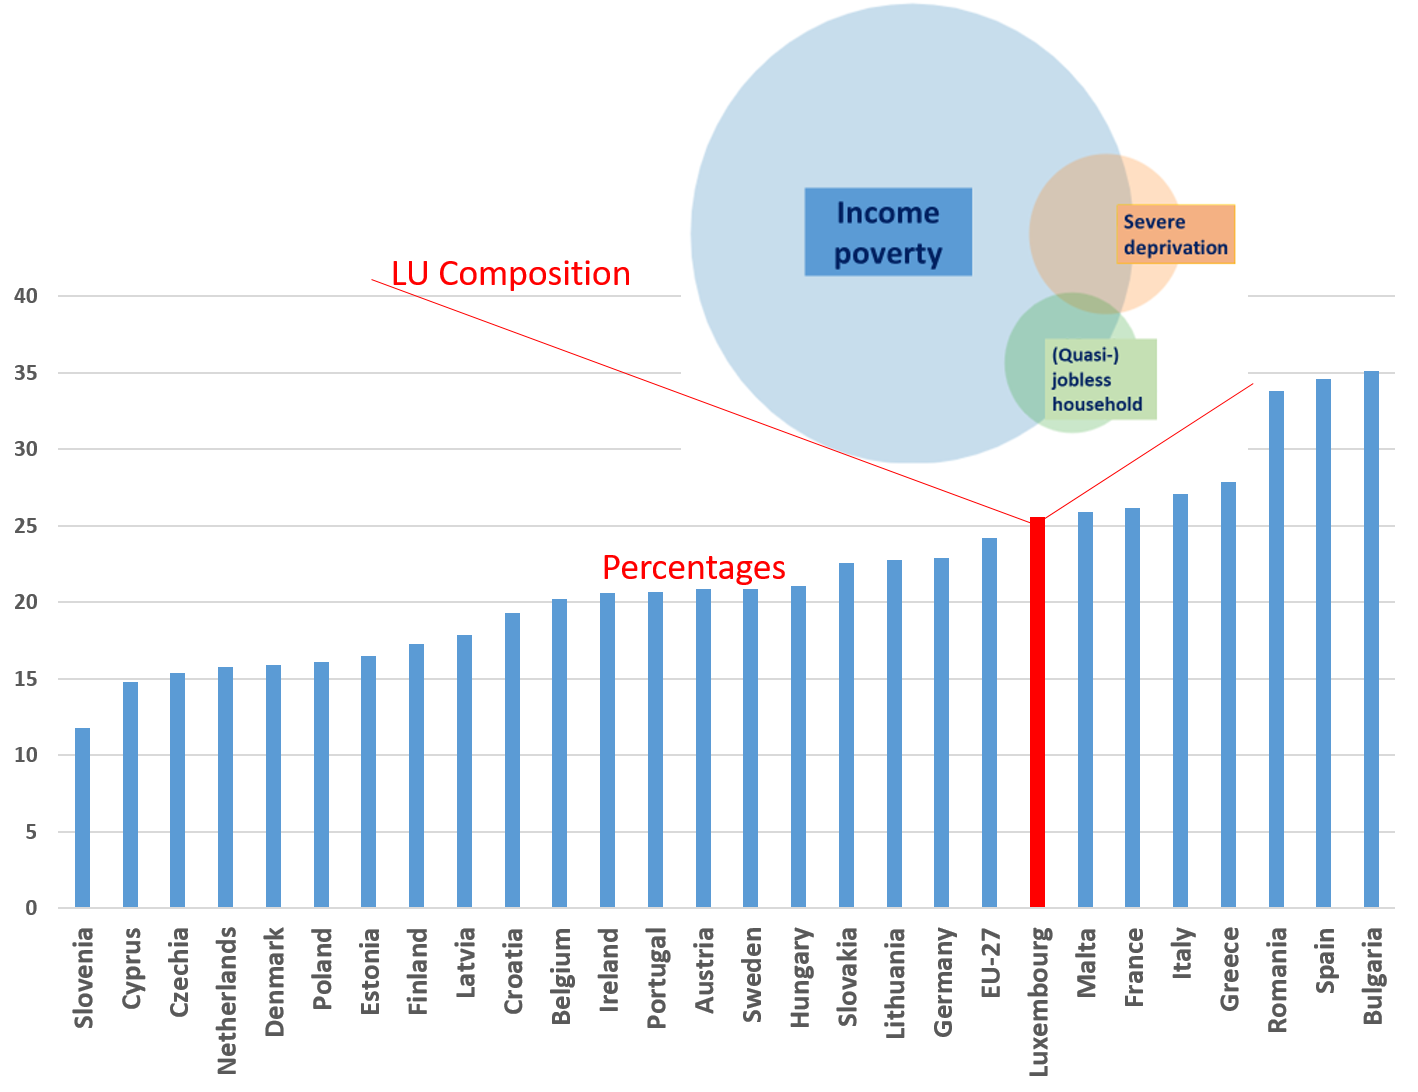 Income
poverty
Severe
deprivation
LU Composition
(Quasi-)
jobless
household
Percentages
40
35
30
25
20
15
10
5
0
Slovenia
Cyprus
Czechia
Netherlands
Denmark
Poland
Estonia
Finland
Latvia
Croatia
Belgium
Ireland
Portugal
Austria
Sweden
Hungary
Slovakia
Lithuania
Germany
EU-27
Luxembourg
Malta
France
Italy
Greece
Romania
Spain
Bulgaria